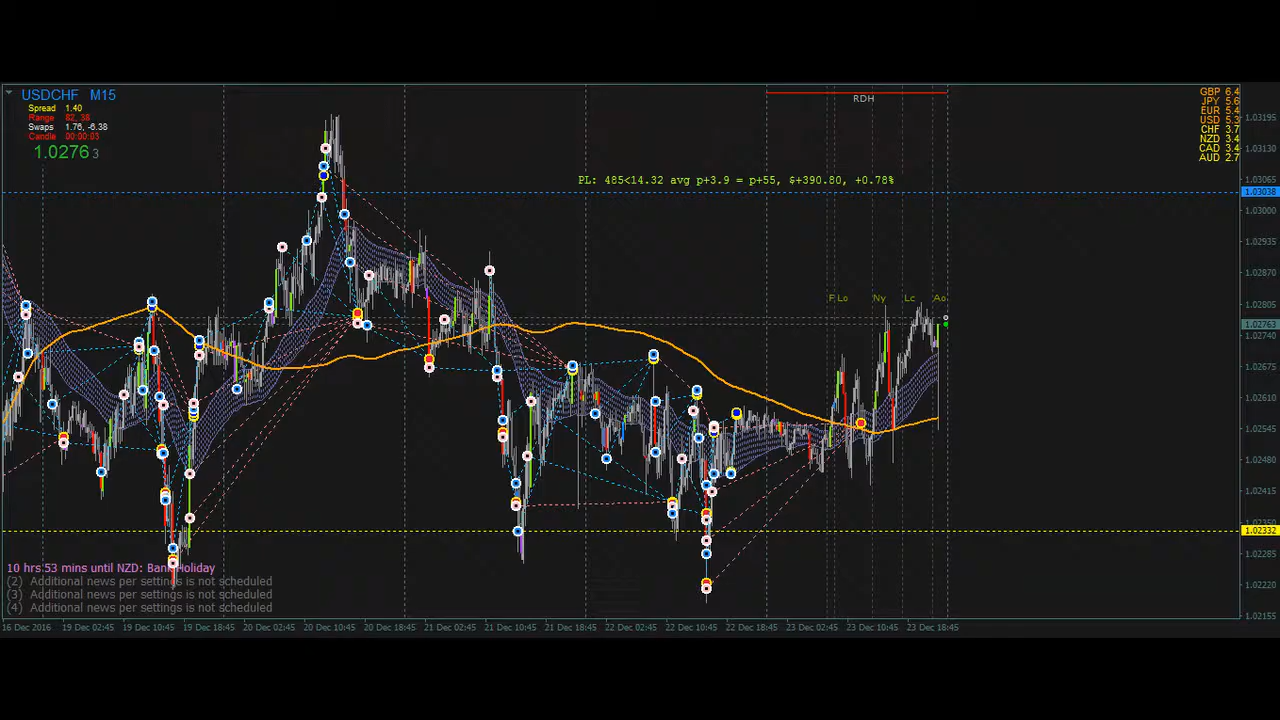 USDCHF M15
Spread 1.40
Range 82, 38
Swaps 1.76, -6.38
Candle 00:00:03
1.0276 3
RDH
GBP 6.4
JPY 5.6
EUR 5.4
USD 5.3
CHF 3.7
NZD 3.4
CAD 3.4
AUD 2.7
PL: 485<14.32 avg p+3.9 = p+55, $+390.80, +0.78%
F Lo Ny Lc Ao
1.03195
1.03130
1.03065
1.03038
1.03000
1.02935
1.02870
1.02805
1.02763
1.02740
1.02675
1.02610
1.02545
1.02480
1.02415
1.02350
1.02332
1.02285
1.02220
1.02155
10 hrs 53 mins until NZD: Bank Holiday
(2) Additional news per settings is not scheduled
(3) Additional news per settings is not scheduled
(4) Additional news per settings is not scheduled
16 Dec 2016 19 Dec 02:45 19 Dec 10:45 19 Dec 18:45 20 Dec 02:45 20 Dec 10:45 20 Dec 18:45 21 Dec 02:45 21 Dec 10:45 21 Dec 18:45 22 Dec 02:45 22 Dec 10:45 22 Dec 18:45 23 Dec 02:45 23 Dec 10:45 23 Dec 18:45